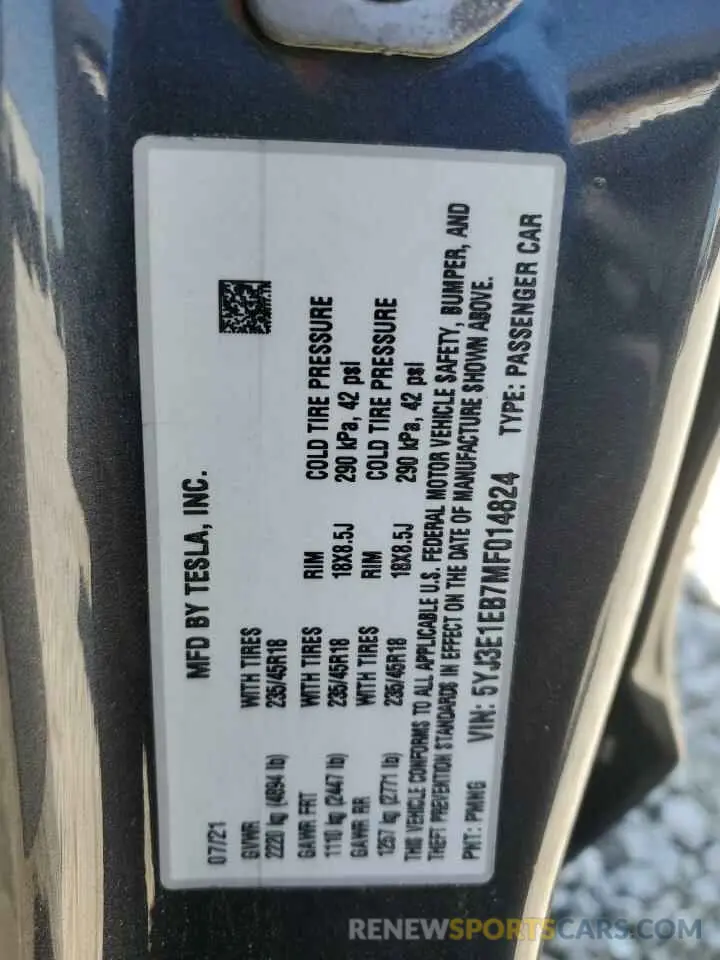 MFD BY TESLA, INC.
07/21
GVWR WITH TIRES
2220 kg (4894 lb) 235/45R18
GAWR FRT WITH TIRES RIM COLD TIRE PRESSURE
1110 kg (2447 lb) 235/45R18 18X8.5J 290 kPa, 42 psi
GAWR RR WITH TIRES RIM COLD TIRE PRESSURE
1257 kg (2771 lb) 235/45R18 18X8.5J 290 kPa, 42 psi
THIS VEHICLE CONFORMS TO ALL APPLICABLE U.S. FEDERAL MOTOR VEHICLE SAFETY, BUMPER, AND
THEFT PREVENTION STANDARDS IN EFFECT ON THE DATE OF MANUFACTURE SHOWN ABOVE.
PNT: PMNG VIN: 5YJ3E1EB7MF014824 TYPE: PASSENGER CAR
RENEWSPORTSCARS.COM